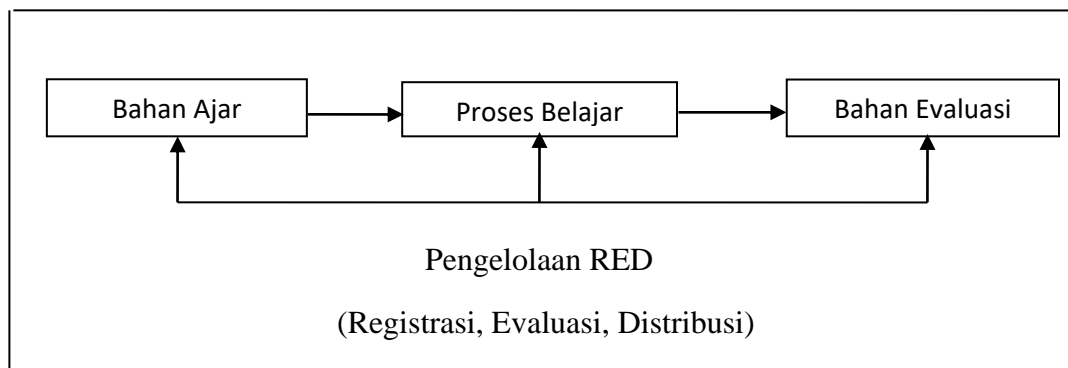 Bahan Ajar
Proses Belajar
Bahan Evaluasi
Pengelolaan RED
(Registrasi, Evaluasi, Distribusi)